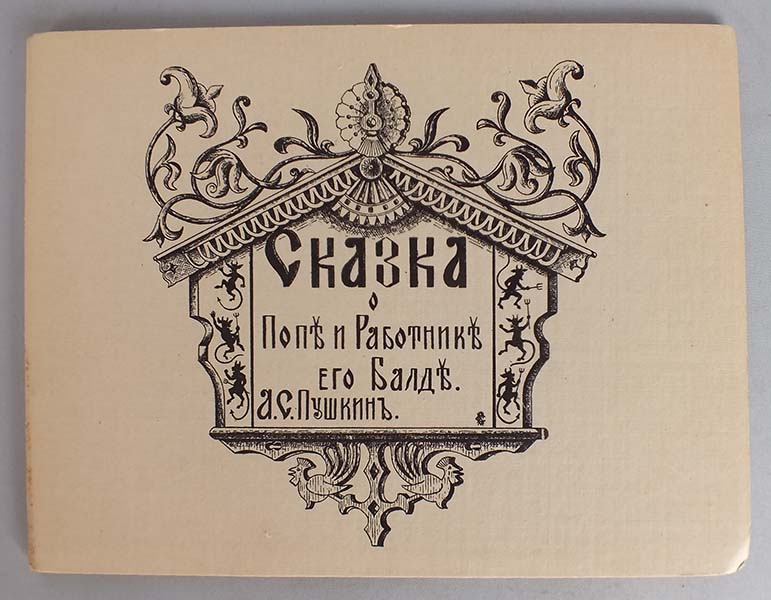 Сказка
о
Попѣ и Работникѣ
его Балдѣ.
А.С.Пушкинъ.